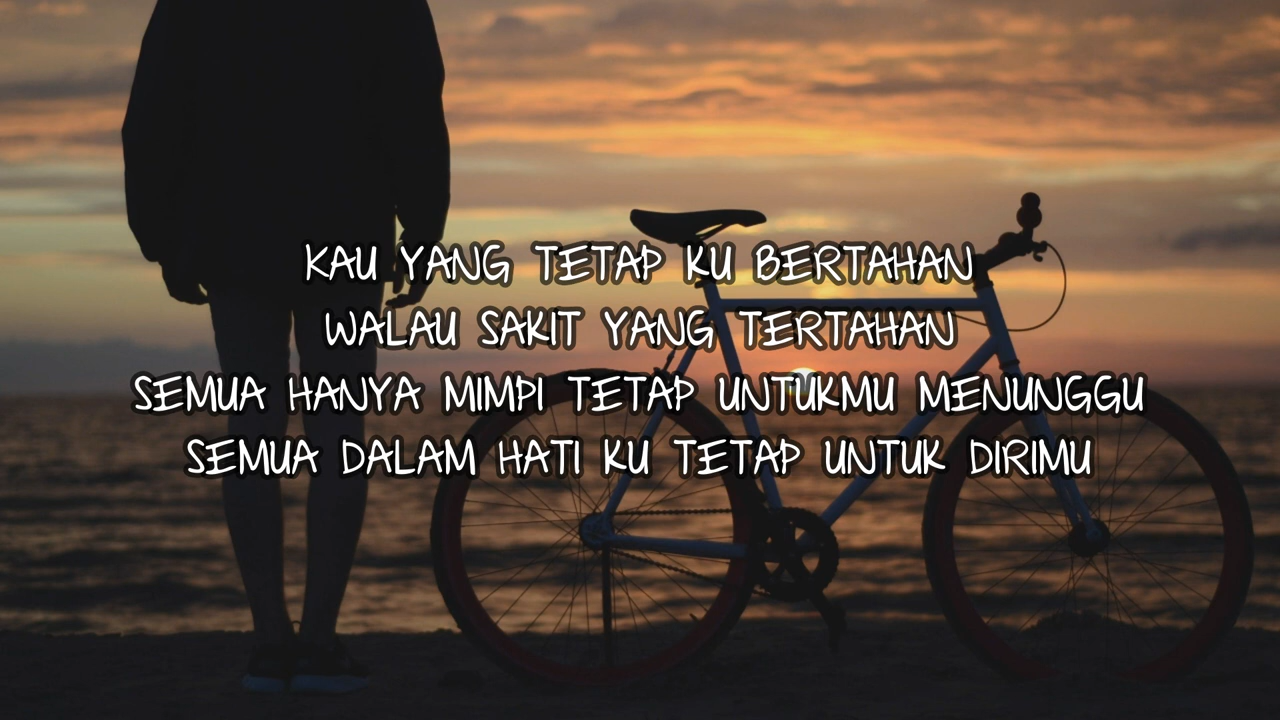 KAU YANG TETAP KU BERTAHAN
WALAU SAKIT YANG TERTAHAN
SEMUA HANYA MIMPI TETAP UNTUKMU MENUNGGU
SEMUA DALAM HATI KU TETAP UNTUK DIRIMU